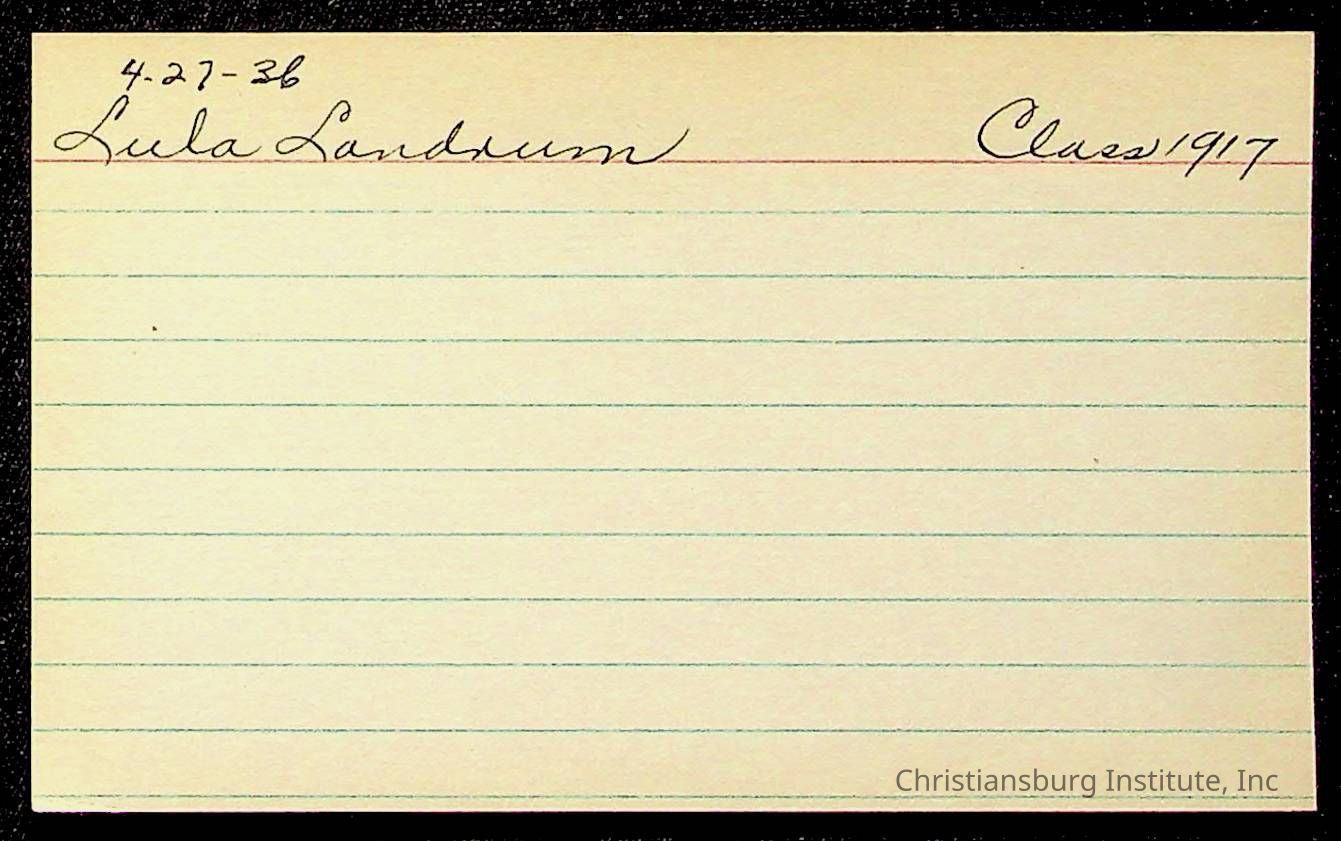 4-27-36
Lula Landrum Class 1917
Christiansburg Institute, Inc